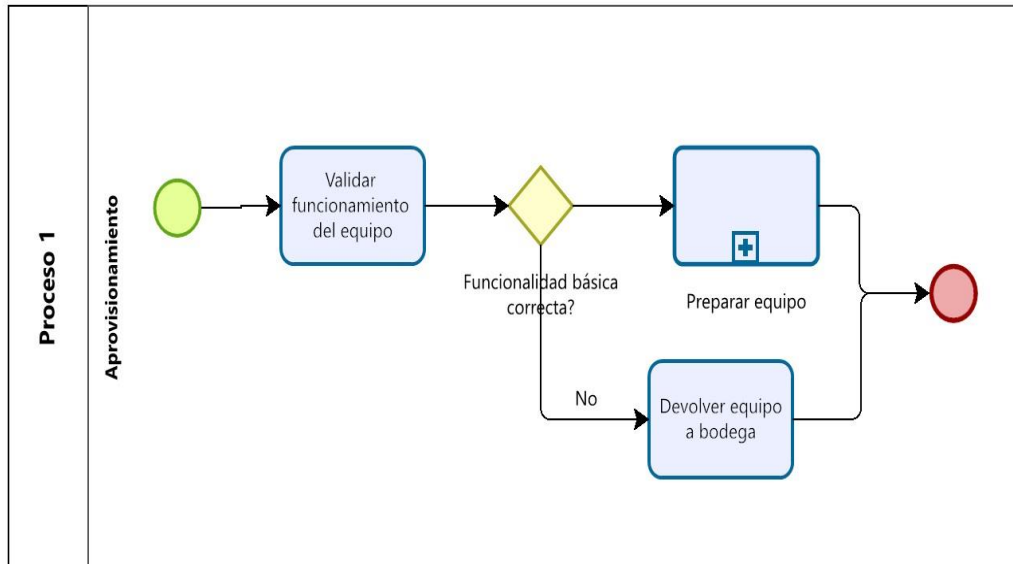 Proceso 1
Aprovisionamiento
Validar
funcionamiento
del equipo
Funcionalidad básica
correcta?
Preparar equipo
No
Devolver equipo
a bodega